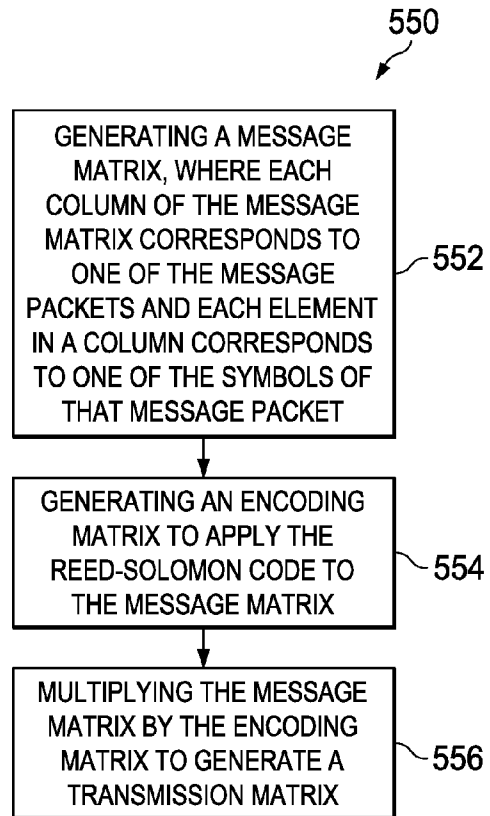 550
GENERATING A MESSAGE
MATRIX, WHERE EACH
COLUMN OF THE MESSAGE
MATRIX CORRESPONDS TO
ONE OF THE MESSAGE
PACKETS AND EACH ELEMENT
IN A COLUMN CORRESPONDS
TO ONE OF THE SYMBOLS OF
THAT MESSAGE PACKET
552
GENERATING AN ENCODING
MATRIX TO APPLY THE
REED-SOLOMON CODE TO
THE MESSAGE MATRIX
554
MULTIPLYING THE MESSAGE
MATRIX BY THE ENCODING
MATRIX TO GENERATE A
TRANSMISSION MATRIX
556